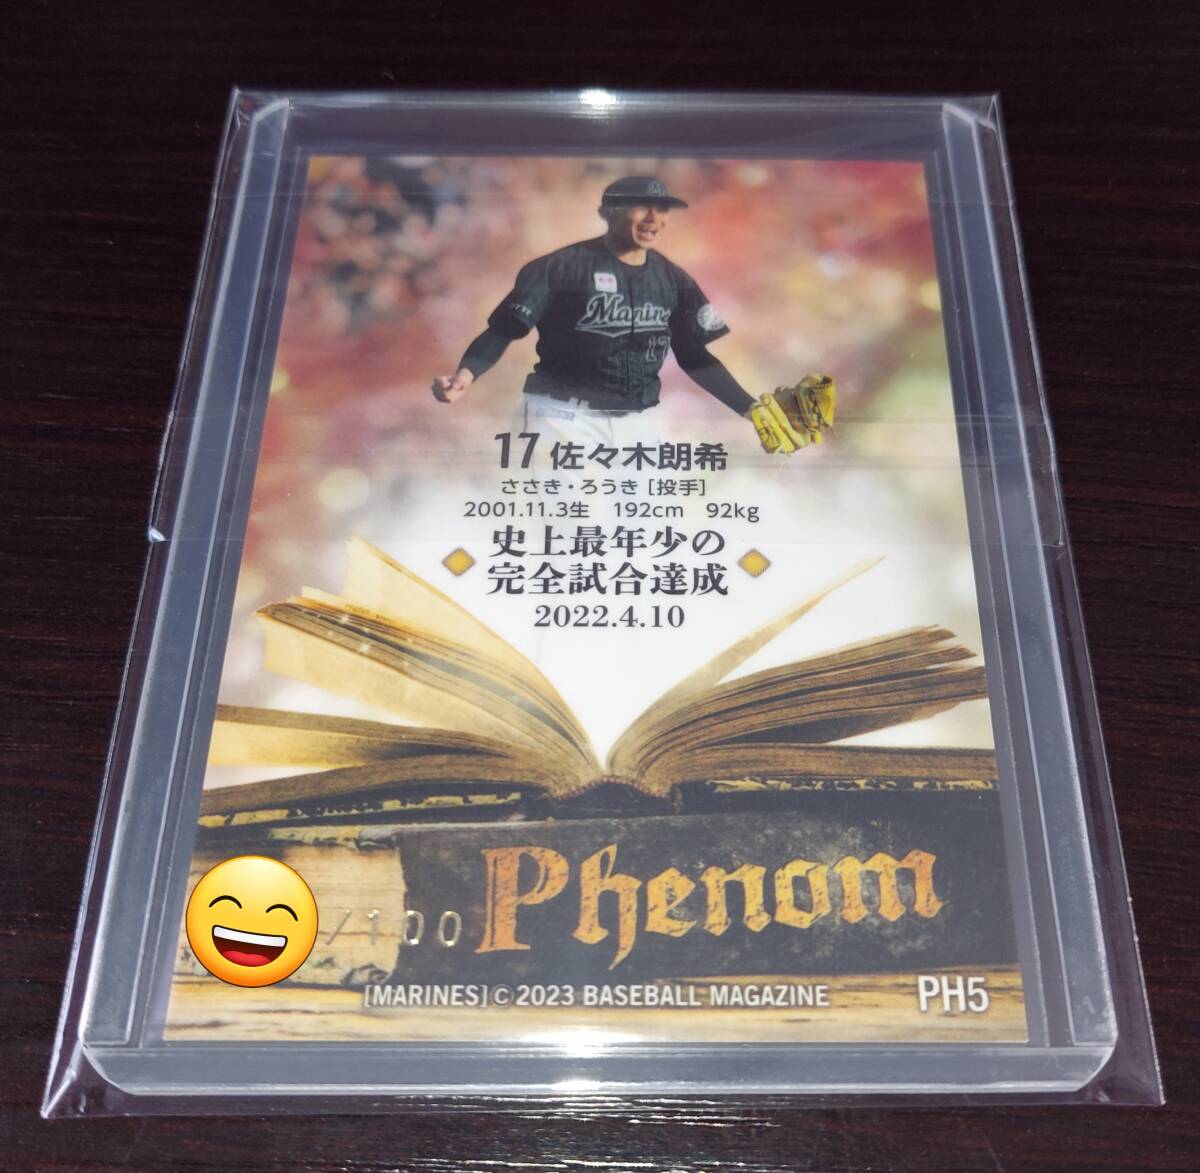 M
Marine
17
17 佐々木朗希
ささき・ろうき [投手]
2001.11.3生 192cm 92kg
史上最年少の
完全試合達成
2022.4.10
Phenom
/100
[MARINES]©2023 BASEBALL MAGAZINE
PH5